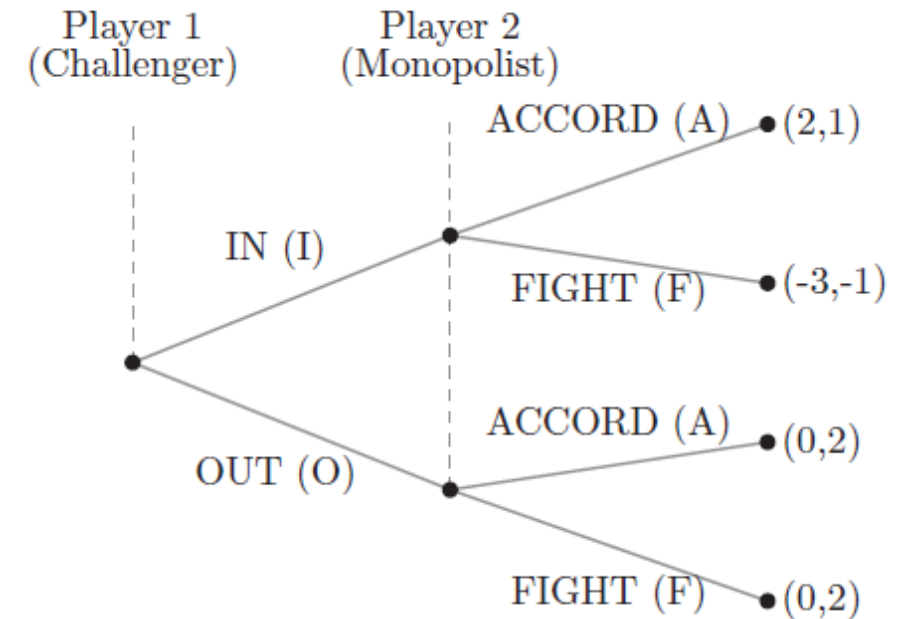 Player 1
(Challenger)
Player 2
(Monopolist)
ACCORD (A)
(2,1)
IN (I)
FIGHT (F)
(-3,-1)
ACCORD (A)
(0,2)
OUT (O)
FIGHT (F)
(0,2)